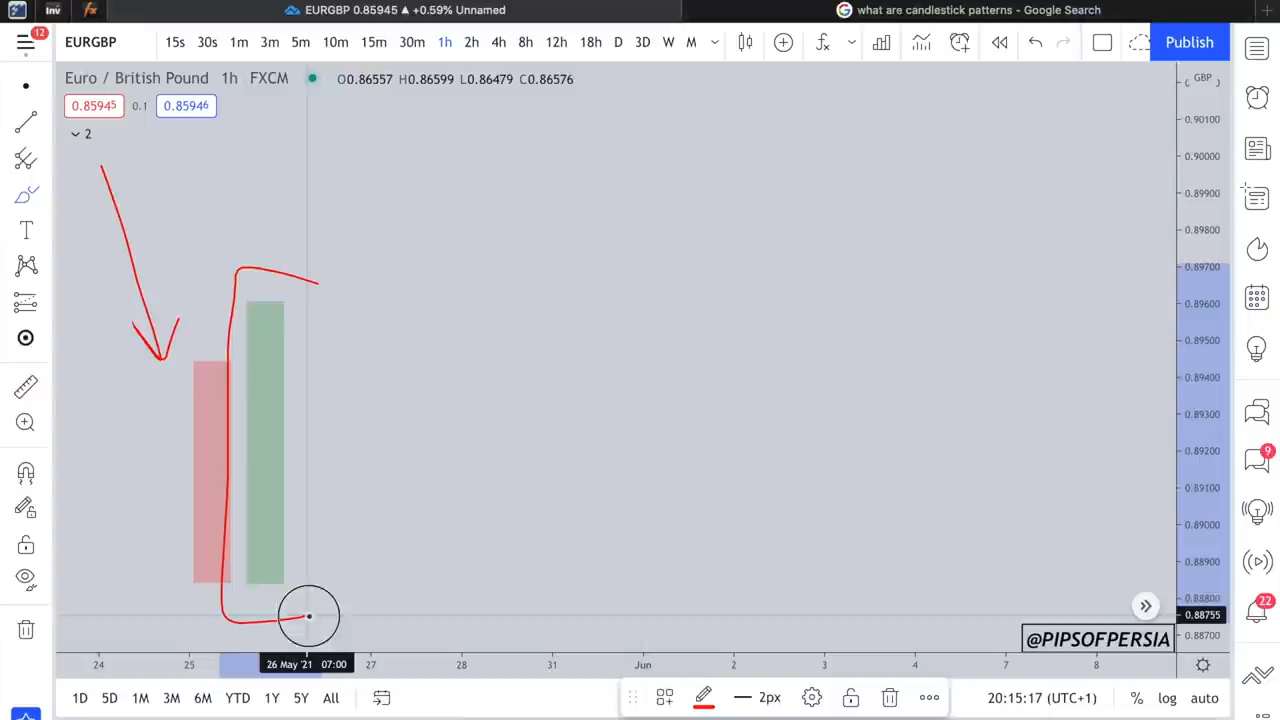 EURGBP 0.85945 ▲ +0.59% Unnamed
what are candlestick patterns - Google Search
Inv
12
EURGBP 15s 30s 1m 3m 5m 10m 15m 30m 1h 2h 4h 8h 12h 18h D 3D W M
Publish
Euro / British Pound 1h FXCM O0.86557 H0.86599 L0.86479 C0.86576
GBP
0.85945 0.1 0.85946
2
0.90100
0.90000
0.89900
0.89800
0.89700
0.89600
0.89500
0.89400
0.89300
0.89200
0.89100
0.89000
0.88900
0.88800
0.88755
0.88700
9
22
@PIPSOFPERSIA
24 25 26 May '21 07:00 27 28 31 Jun 2 3 4 7 8
1D 5D 1M 3M 6M YTD 1Y 5Y All
2px
20:15:17 (UTC+1) % log auto